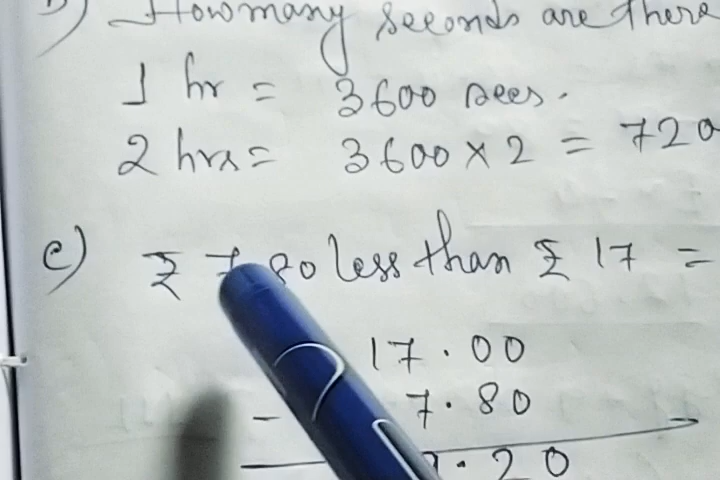 b) How many seconds are there
1 hr = 3600 secs.
2 hrs = 3600 × 2 = 720
c) ₹ 7.80 less than ₹ 17 =
17.00
- 7.80
9.20